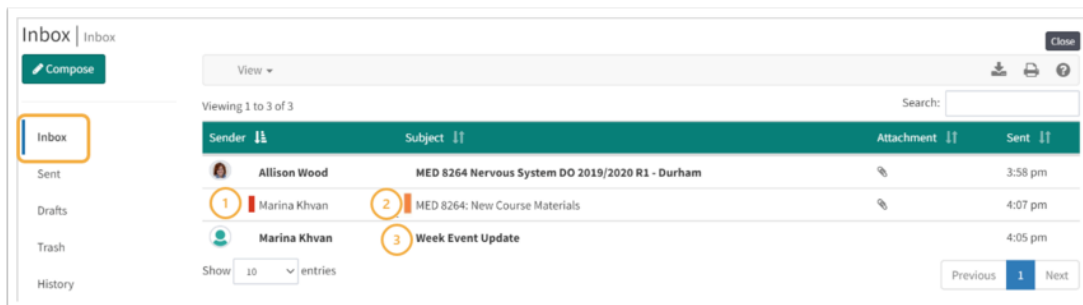 Inbox | Inbox
Close
Compose
View
Viewing 1 to 3 of 3
Search:
Inbox
Sender Subject Attachment Sent
Allison Wood MED 8264 Nervous System DO 2019/2020 R1 - Durham 3:58 pm
Sent
1 Marina Khvan 2 MED 8264: New Course Materials 4:07 pm
Drafts
Marina Khvan 3 Week Event Update 4:05 pm
Trash
Show 10 entries
Previous 1 Next
History